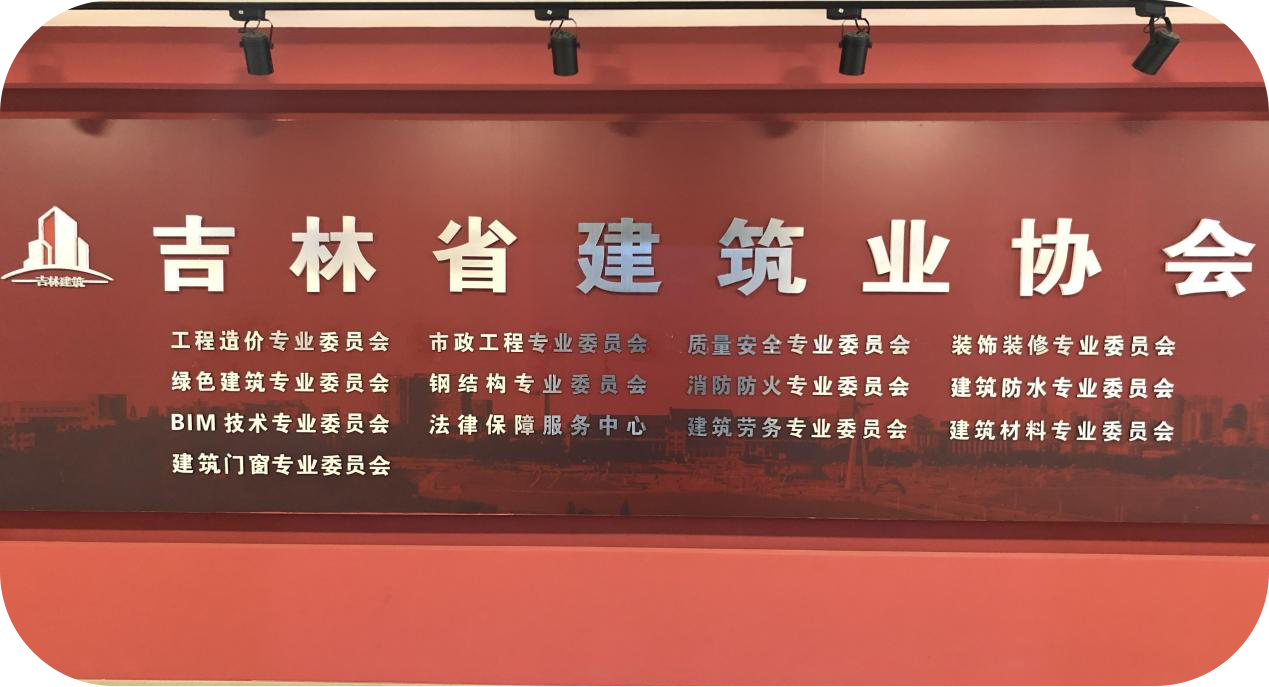 吉林省建筑业协会
吉林建筑
工程造价专业委员会 市政工程专业委员会 质量安全专业委员会 装饰装修专业委员会
绿色建筑专业委员会 钢结构专业委员会 消防防火专业委员会 建筑防水专业委员会
BIM技术专业委员会 法律保障服务中心 建筑劳务专业委员会 建筑材料专业委员会
建筑门窗专业委员会